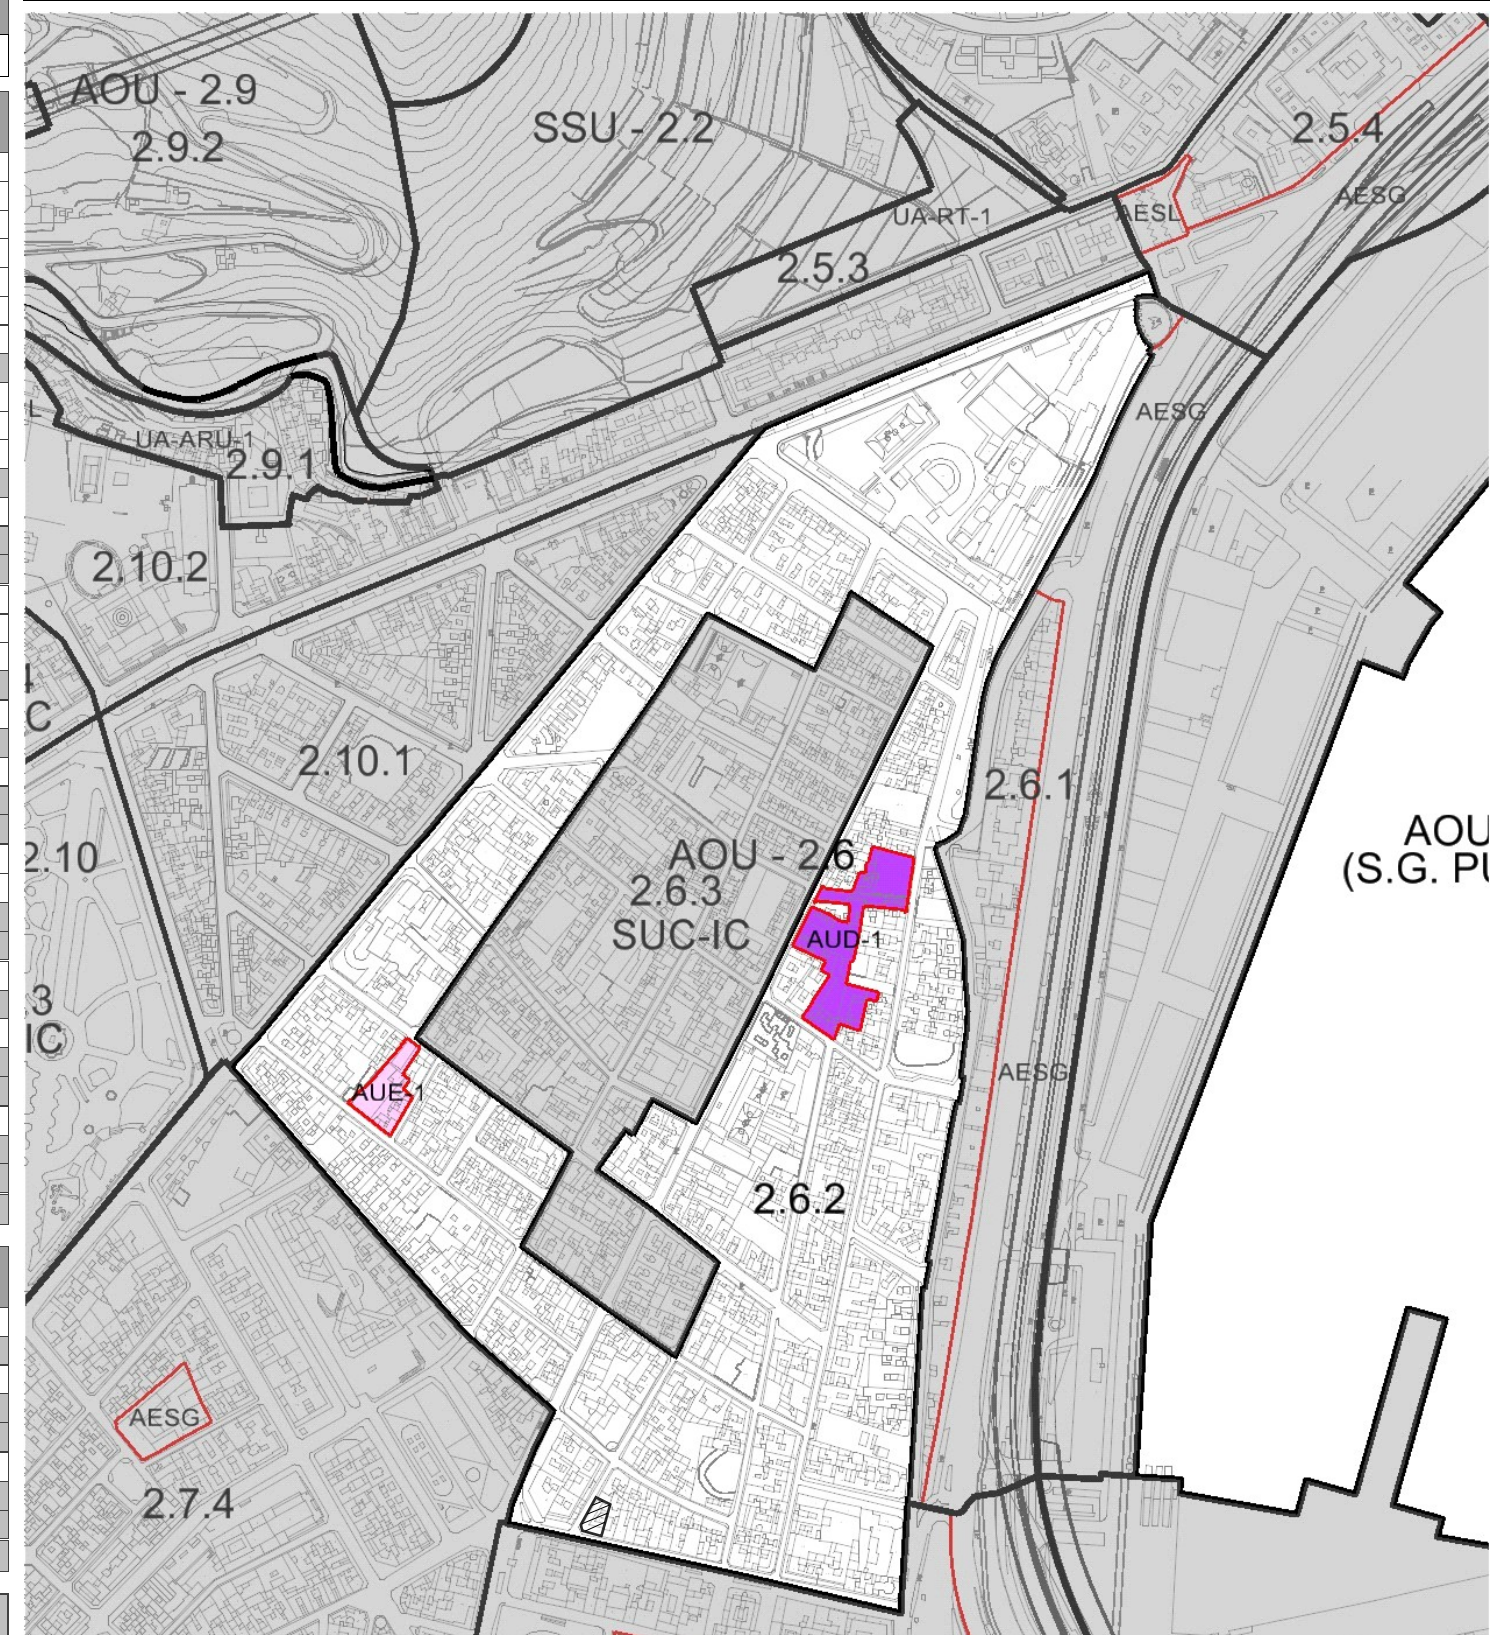 AOU - 2.9
2.9.2
SSU - 2.2
2.5.4
AESG
AESL
UA-RT-1
2.5.3
AESG
L
UA-ARU-1
2.9.1
2.10.2
C
2.10.1
2.6.1
AOU
(S.G. PU
2.10
AOU - 2.6
2.6.3
SUC-IC
AUD-1
.3
IC
AESG
AUE-1
2.6.2
AESG
2.7.4